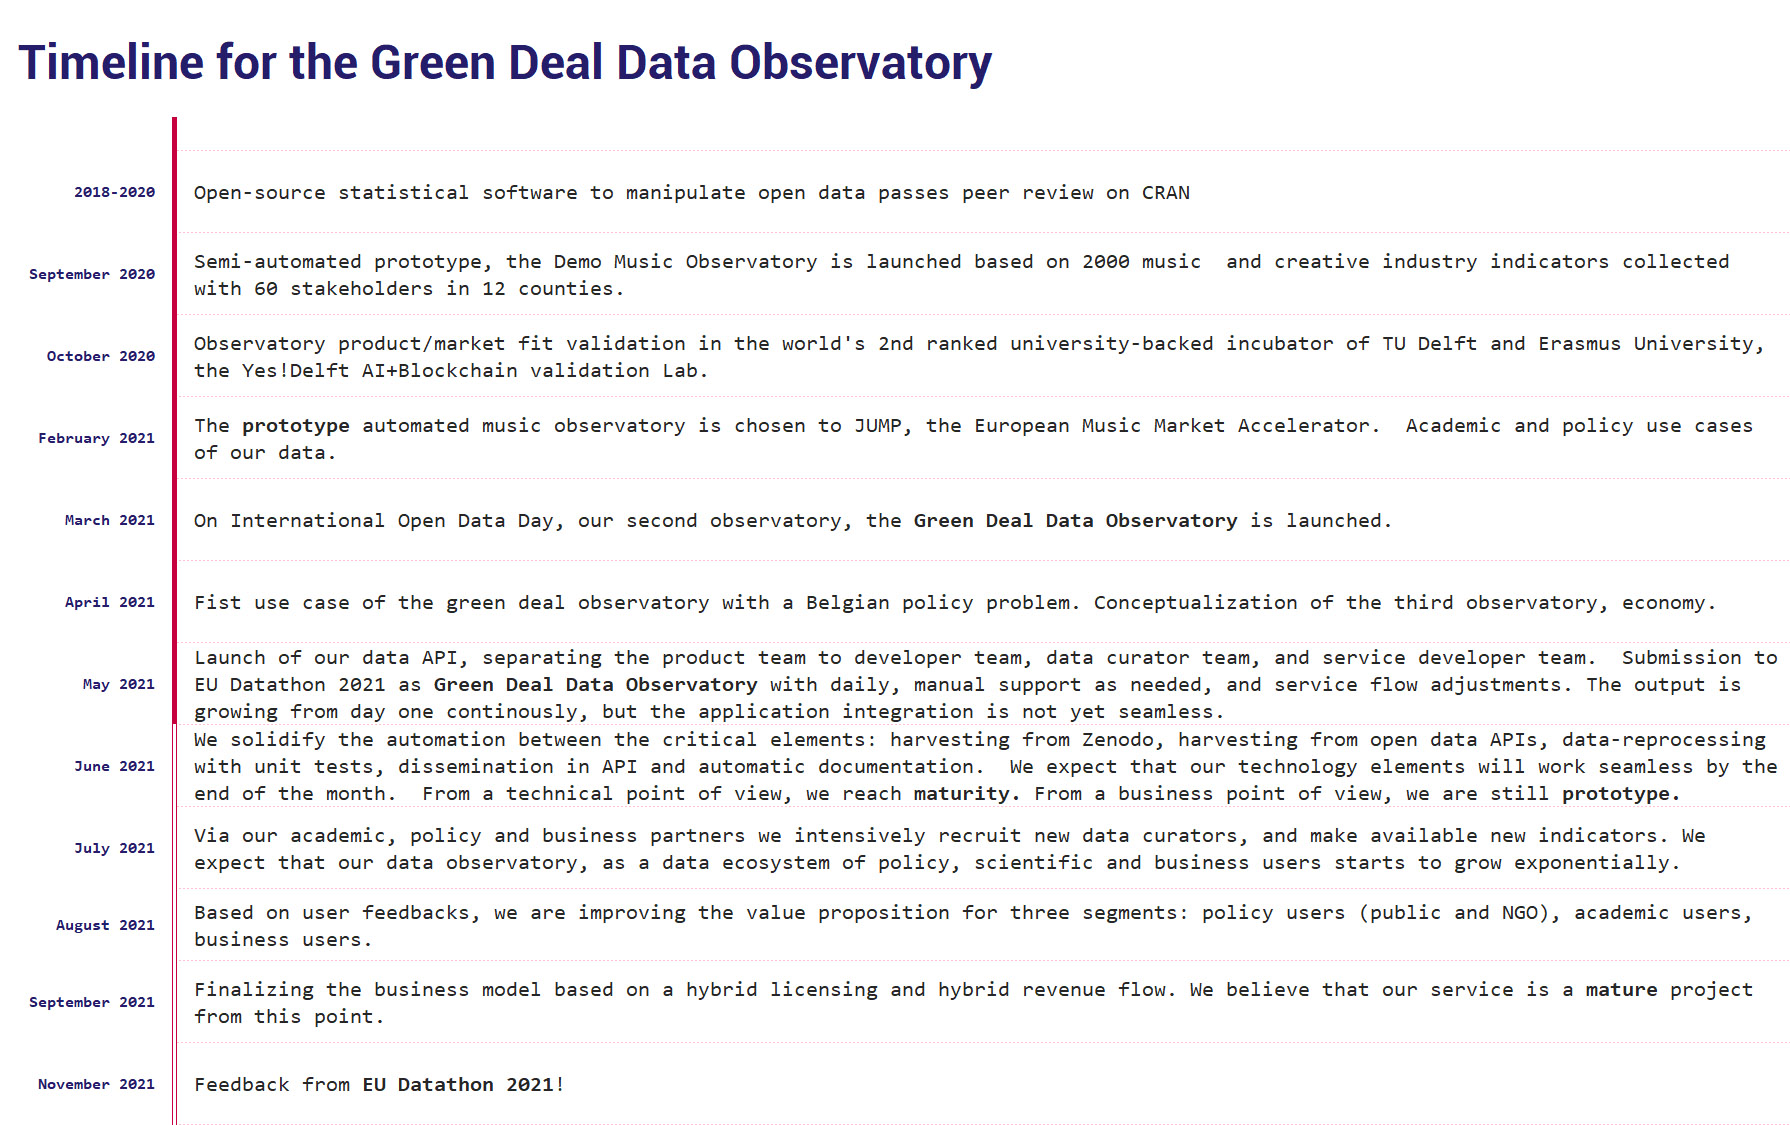 Timeline for the Green Deal Data Observatory
2018-2020
Open-source statistical software to manipulate open data passes peer review on CRAN
September 2020
Semi-automated prototype, the Demo Music Observatory is launched based on 2000 music  and creative industry indicators collected
with 60 stakeholders in 12 counties.
October 2020
Observatory product/market fit validation in the world's 2nd ranked university-backed incubator of TU Delft and Erasmus University,
the Yes!Delft AI+Blockchain validation Lab.
February 2021
The prototype automated music observatory is chosen to JUMP, the European Music Market Accelerator.  Academic and policy use cases
of our data.
March 2021
On International Open Data Day, our second observatory, the Green Deal Data Observatory is launched.
April 2021
Fist use case of the green deal observatory with a Belgian policy problem. Conceptualization of the third observatory, economy.
May 2021
Launch of our data API, separating the product team to developer team, data curator team, and service developer team.  Submission to
EU Datathon 2021 as Green Deal Data Observatory with daily, manual support as needed, and service flow adjustments. The output is
growing from day one continously, but the application integration is not yet seamless.
June 2021
We solidify the automation between the critical elements: harvesting from Zenodo, harvesting from open data APIs, data-reprocessing
with unit tests, dissemination in API and automatic documentation.  We expect that our technology elements will work seamless by the
end of the month.  From a technical point of view, we reach maturity. From a business point of view, we are still prototype.
July 2021
Via our academic, policy and business partners we intensively recruit new data curators, and make available new indicators. We
expect that our data observatory, as a data ecosystem of policy, scientific and business users starts to grow exponentially.
August 2021
Based on user feedbacks, we are improving the value proposition for three segments: policy users (public and NGO), academic users,
business users.
September 2021
Finalizing the business model based on a hybrid licensing and hybrid revenue flow. We believe that our service is a mature project
from this point.
November 2021
Feedback from EU Datathon 2021!